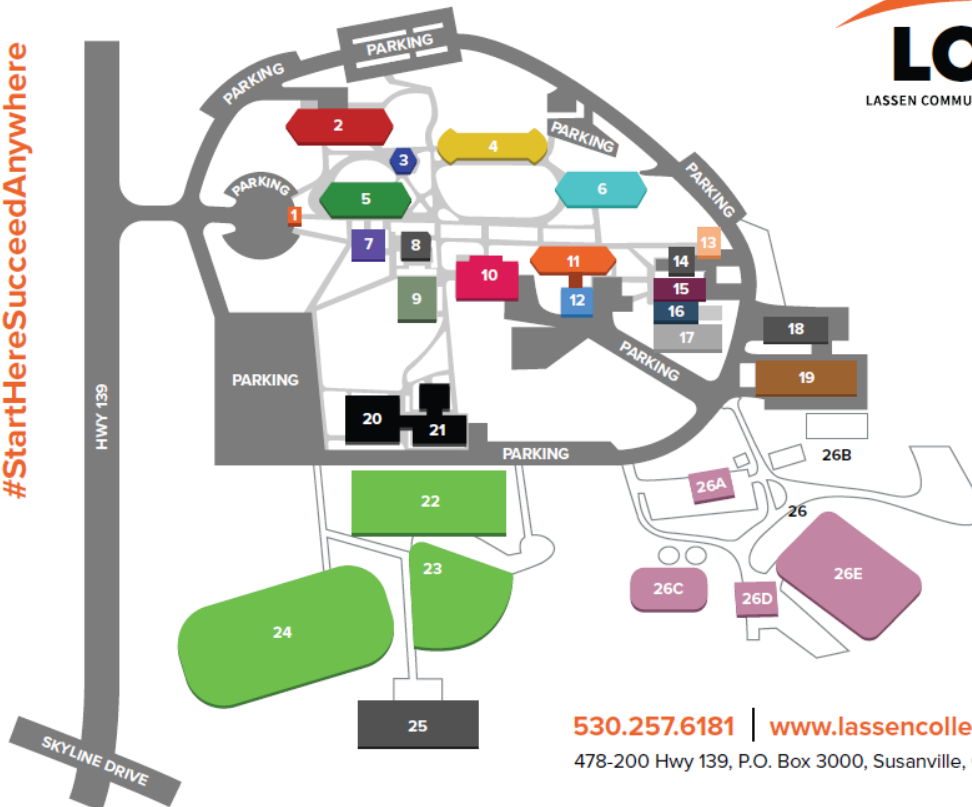 #StartHereSucceedAnywhere
LO
LASSEN COMMU
PARKING
PARKING
PARKING
PARKING
PARKING
2
3
4
5
6
1
7
8
9
10
11
12
13
14
15
16
17
18
19
PARKING
PARKING
HWY 139
20
21
PARKING
22
23
24
25
26A
26B
26
26C
26D
26E
SKYLINE DRIVE
530.257.6181 | www.lassencolle
478-200 Hwy 139, P.O. Box 3000, Susanville,